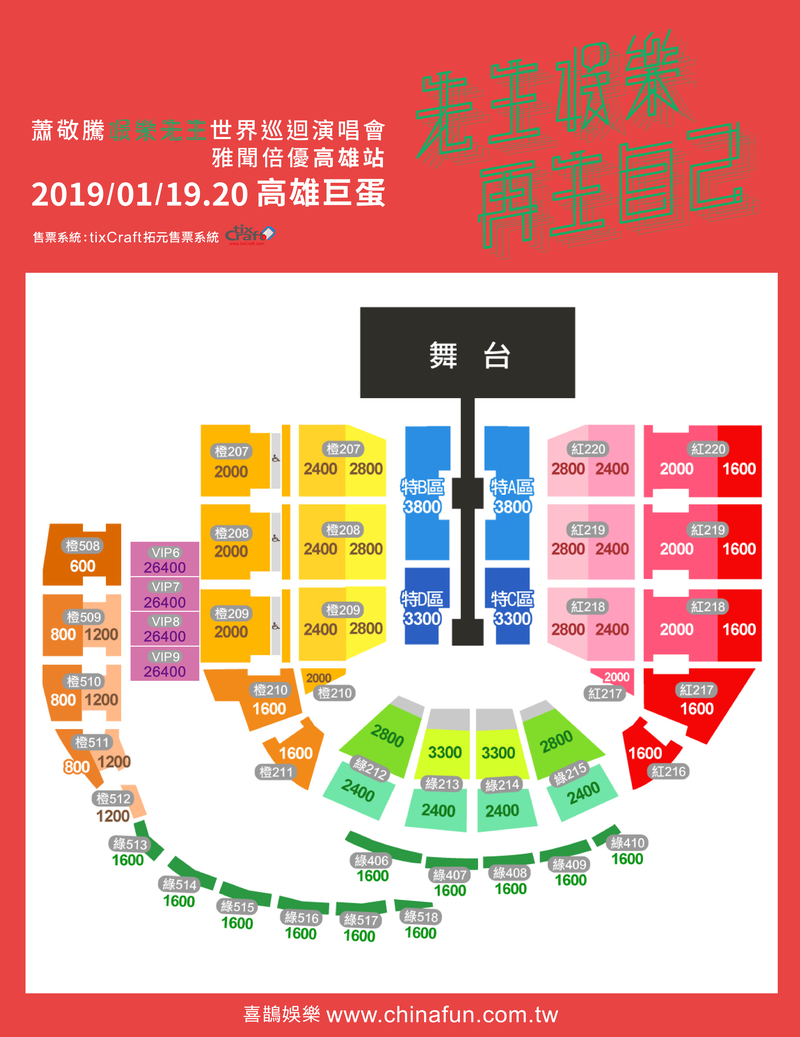 先生娛樂
再生自己
蕭敬騰娛樂先生世界巡迴演唱會
雅聞倍優高雄站
2019/01/19.20 高雄巨蛋
售票系統：tixCraft拓元售票系統
tix
Craft
www.tixCraft.com
舞 台
橙207
2000
橙207
2400 2800
特B區
3800
特A區
3800
紅220
2800 2400
紅220
2000 1600
橙208
2000
橙208
2400 2800
紅219
2800 2400
紅219
2000 1600
橙508
600
VIP6
26400
VIP7
26400
VIP8
26400
VIP9
26400
橙209
2000
橙209
2400 2800
特D區
3300
特C區
3300
紅218
2800 2400
紅218
2000 1600
橙509
800 1200
橙510
800 1200
橙210
1600
2000
橙210
2000
紅217
紅217
1600
橙511
800 1200
橙211
1600
1600
紅216
2800
綠212
2400
3300
綠213
2400
3300
綠214
2400
2800
綠215
2400
橙512
1200
綠513
1600
綠514
1600
綠515
1600
綠516
1600
綠517
1600
綠518
1600
綠406
1600
綠407
1600
綠408
1600
綠409
1600
綠410
1600
喜鵲娛樂 www.chinafun.com.tw